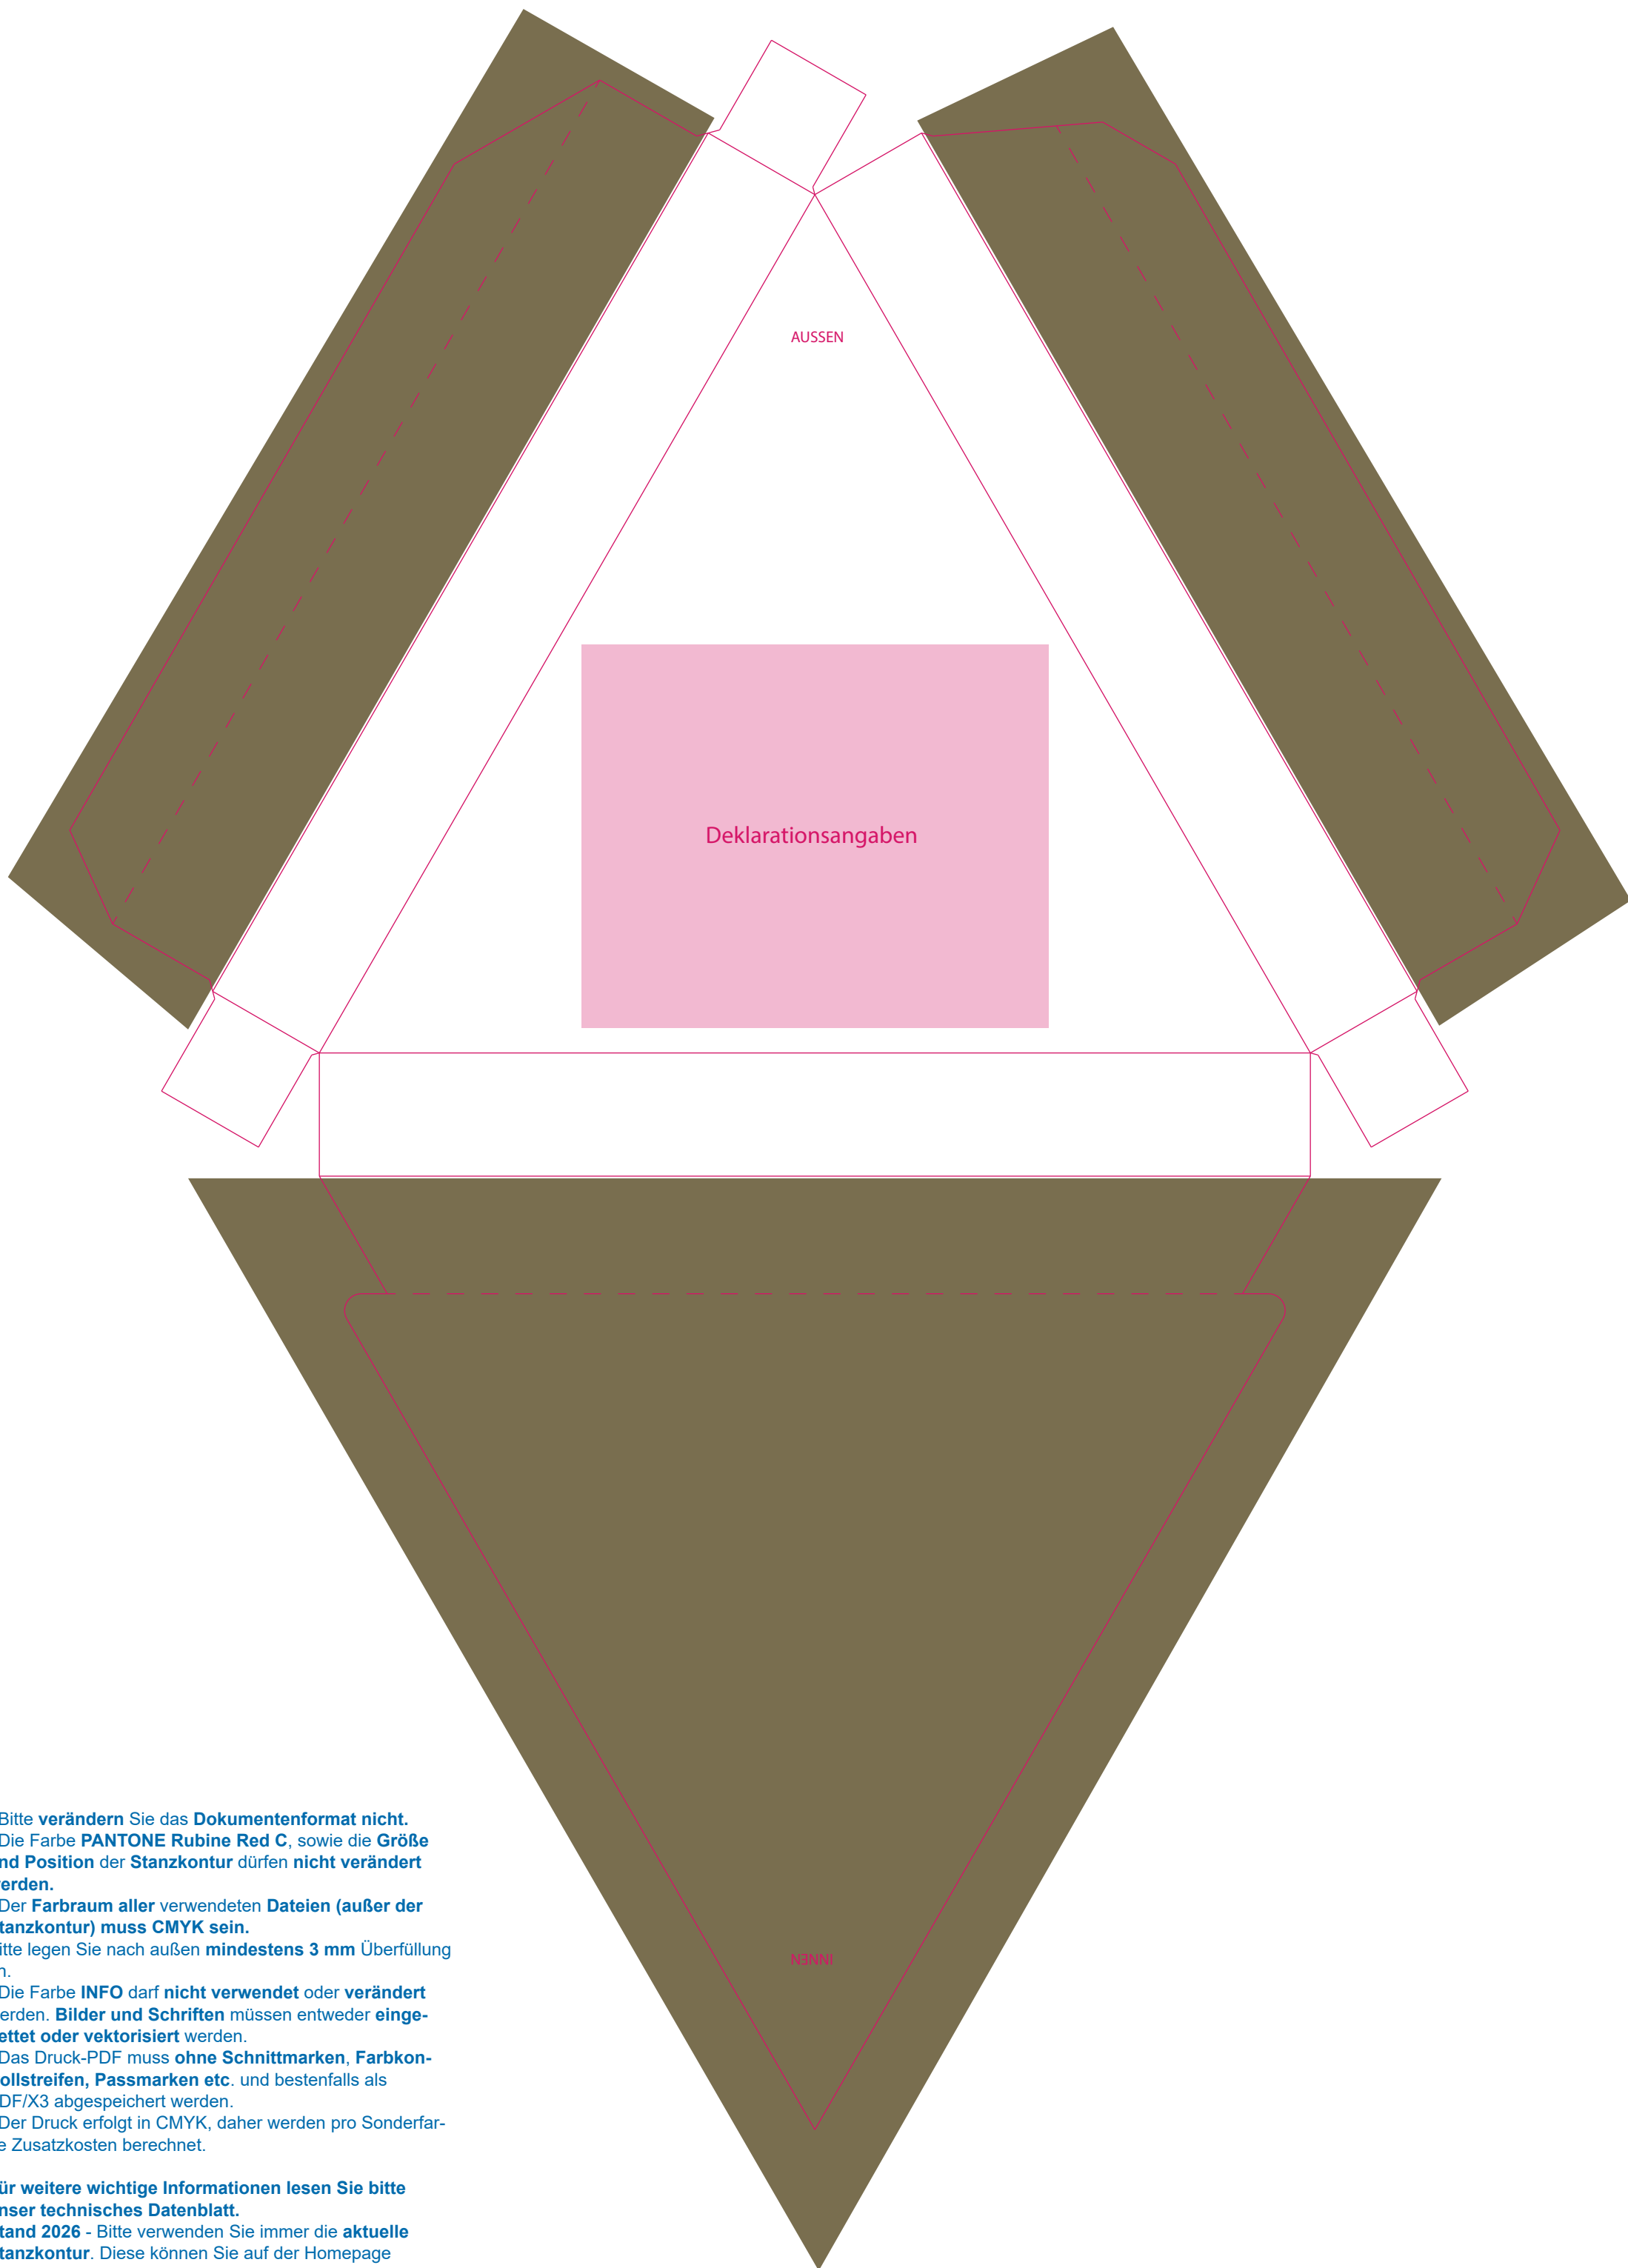 AUSSEN
Deklarationsangaben
INNEN
Bitte verändern Sie das Dokumentenformat nicht.
Die Farbe PANTONE Rubine Red C, sowie die Größe
nd Position der Stanzkontur dürfen nicht verändert
erden.
Der Farbraum aller verwendeten Dateien (außer der
tanzkontur) muss CMYK sein.
itte legen Sie nach außen mindestens 3 mm Überfüllung
n.
Die Farbe INFO darf nicht verwendet oder verändert
erden. Bilder und Schriften müssen entweder einge-
ettet oder vektorisiert werden.
Das Druck-PDF muss ohne Schnittmarken, Farbkon-
ollstreifen, Passmarken etc. und bestenfalls als
DF/X3 abgespeichert werden.
Der Druck erfolgt in CMYK, daher werden pro Sonderfar-
e Zusatzkosten berechnet.
ür weitere wichtige Informationen lesen Sie bitte
nser technisches Datenblatt.
tand 2026 - Bitte verwenden Sie immer die aktuelle
tanzkontur. Diese können Sie auf der Homepage